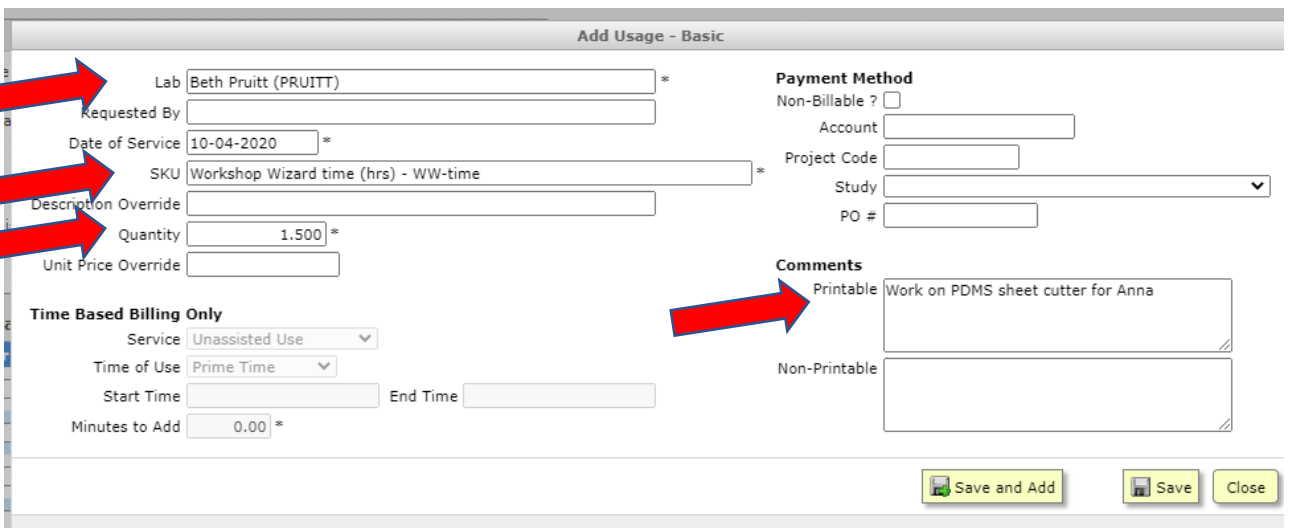 Add Usage - Basic
Lab Beth Pruitt (PRUITT) *
Requested By
Date of Service 10-04-2020 *
SKU Workshop Wizard time (hrs) - WW-time *
Description Override
Quantity 1.500 *
Unit Price Override
Time Based Billing Only
Service Unassisted Use
Time of Use Prime Time
Start Time End Time
Minutes to Add 0.00 *
Payment Method
Non-Billable ?
Account
Project Code
Study
PO #
Comments
Printable Work on PDMS sheet cutter for Anna
Non-Printable
Save and Add Save Close